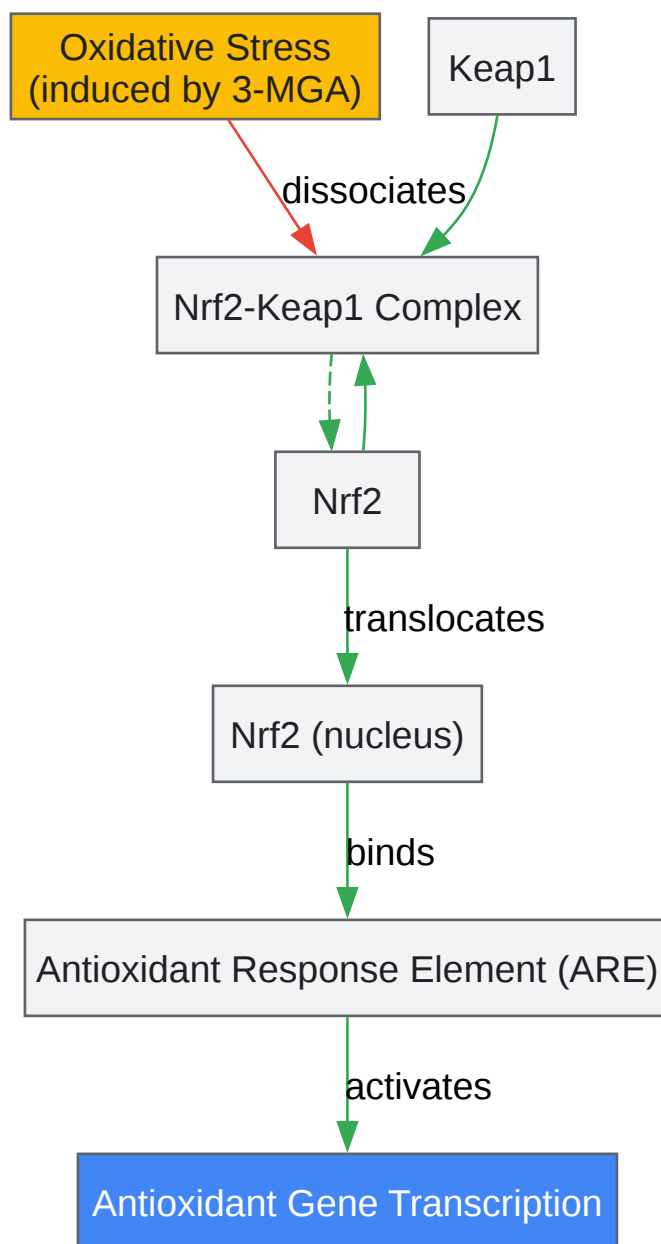 Oxidative Stress
(induced by 3-MGA)
Keap1
dissociates
Nrf2-Keap1 Complex
Nrf2
translocates
Nrf2 (nucleus)
binds
Antioxidant Response Element (ARE)
activates
Antioxidant Gene Transcription